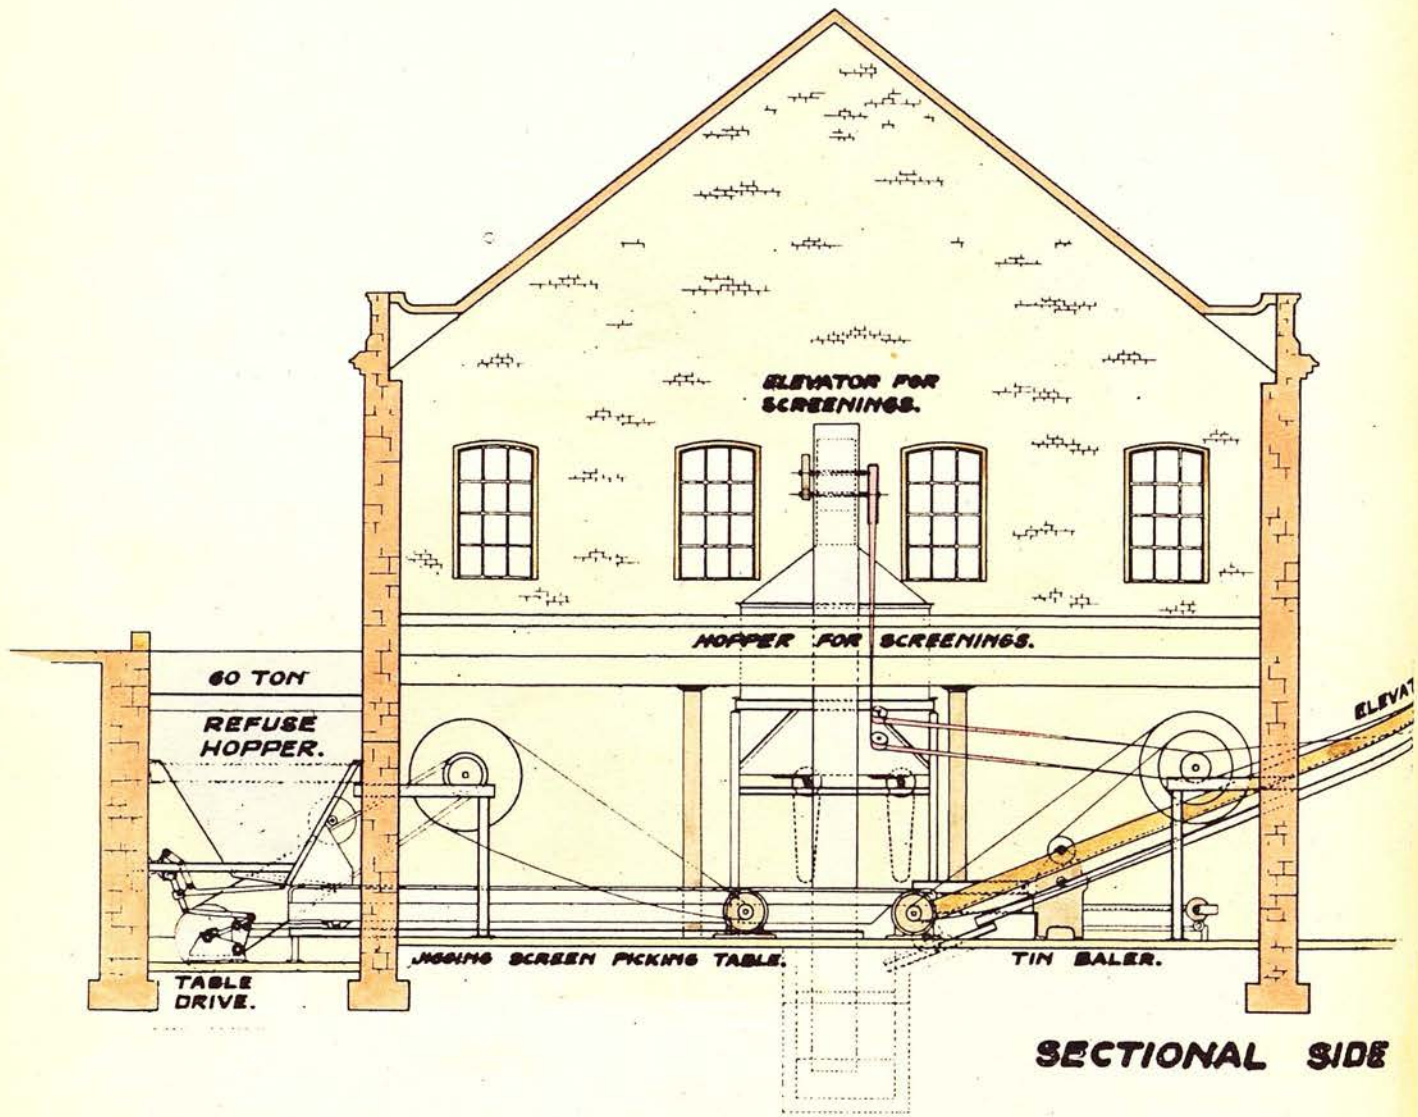 ELEVATOR FOR
SCREENINGS.
HOPPER FOR SCREENINGS.
60 TON
REFUSE
HOPPER.
ELEVAT
JIGGING SCREEN PICKING TABLE.
TIN BALER.
TABLE
DRIVE.
SECTIONAL SIDE